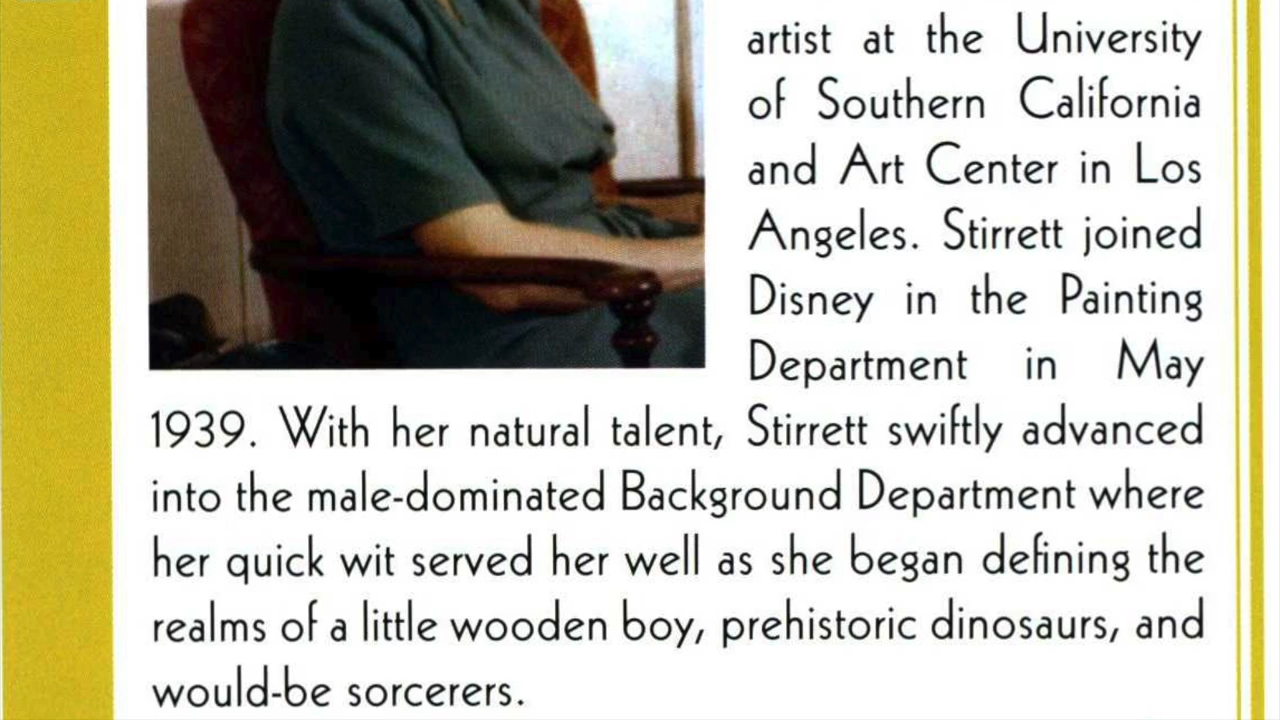 artist at the University
of Southern California
and Art Center in Los
Angeles. Stirrett joined
Disney in the Painting
Department in May
1939. With her natural talent, Stirrett swiftly advanced
into the male-dominated Background Department where
her quick wit served her well as she began defining the
realms of a little wooden boy, prehistoric dinosaurs, and
would-be sorcerers.